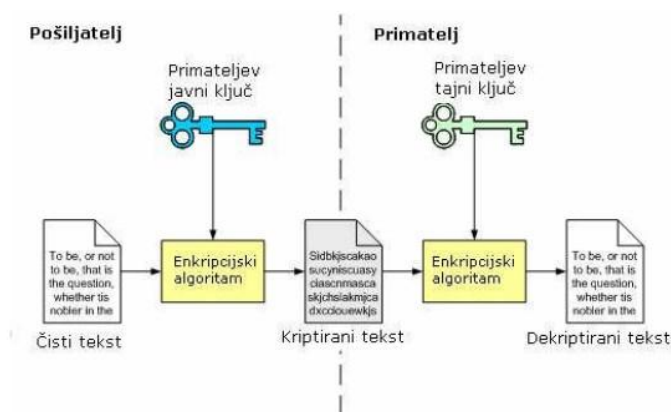 Pošiljatelj
Primateljev
javni ključ
To be, or not
to be, that is
the question,
whether tis
nobler in the
Čisti tekst
Enkripcijski
algoritam
Sidbkjscakao
sucyniscuasy
ciascnmasca
skjchslakmjca
dxcciouewkjs
Kriptirani tekst
Primatelj
Primateljev
tajni ključ
Enkripcijski
algoritam
To be, or not
to be, that is
the question,
whether tis
nobler in the
Dekriptirani tekst